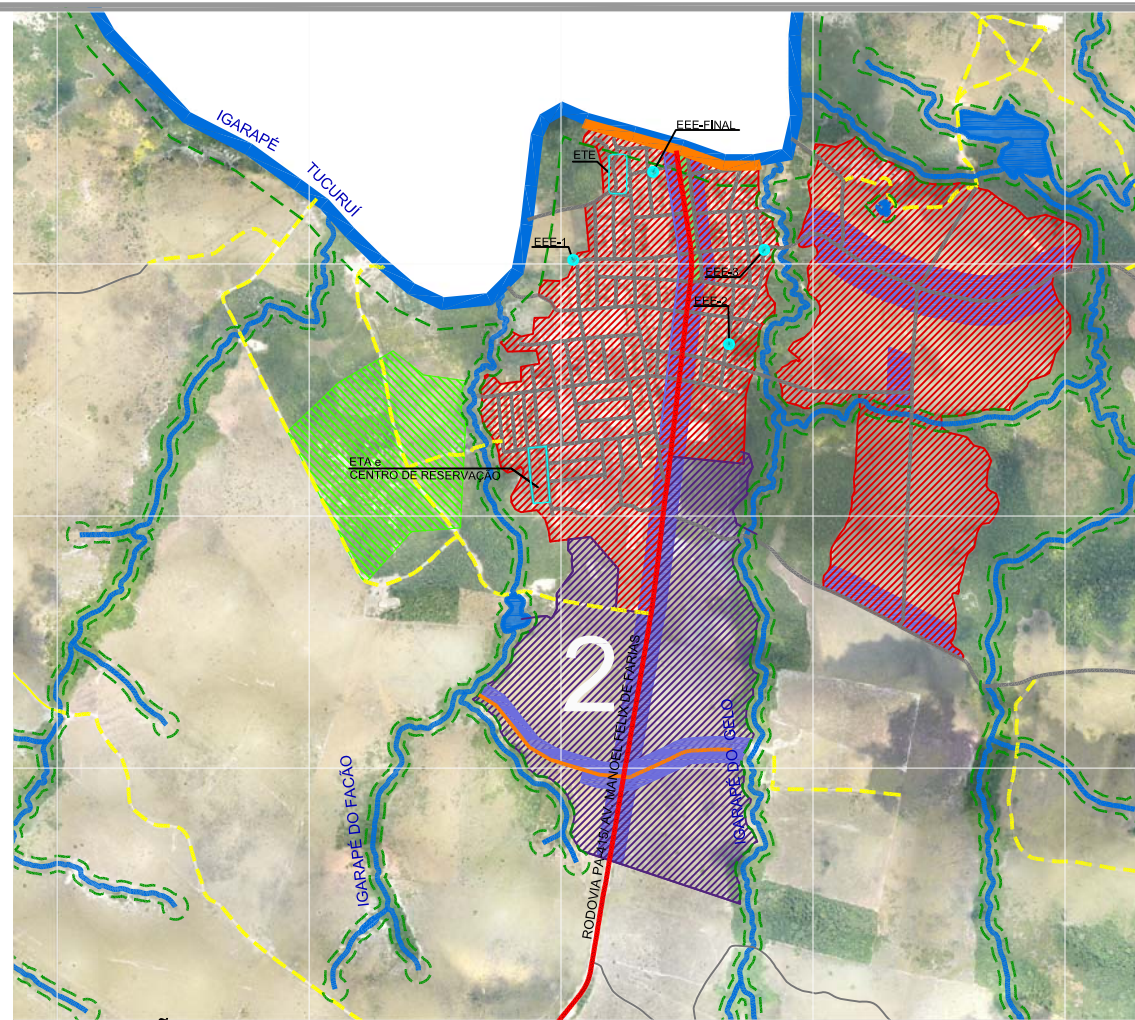 IGARAPÉ
TUCURUÍ
EEE-FINAL
ETE
EEE-1
EEE-3
EEE-2
ETA e
CENTRO DE RESERVAÇÃO
2
RODOVIA PA-415/ AV. MANOEL FELIX DE FARIAS
IGARAPÉ DO GELO
IGARAPÉ DO FACÃO